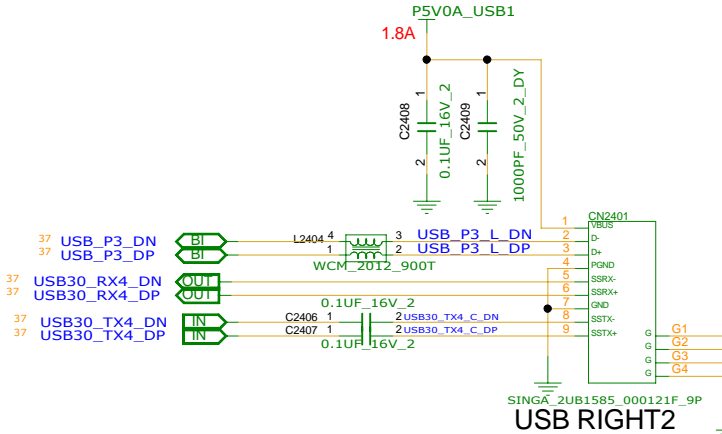 P5V0A_USB1
1.8A
1
1
C2408
0.1UF_16V_2
C2409
1000PF_50V_2_DY
2
2
CN2401
37 USB_P3_DN BI L2404 4 3 USB_P3_L_DN
37 USB_P3_DP BI 1 2 USB_P3_L_DP
WCM_2012_900T
37 USB30_RX4_DN OUT
37 USB30_RX4_DP OUT
0.1UF_16V_2
37 USB30_TX4_DN IN C2406 1 2 USB30_TX4_C_DN
37 USB30_TX4_DP IN C2407 1 2 USB30_TX4_C_DP
0.1UF_16V_2
1 VBUS
2 D-
3 D+
4 PGND
5 SSRX-
6 SSRX+
7 GND
8 SSTX-
9 SSTX+
G G1
G G2
G G3
G G4
SINGA_2UB1585_000121F_9P
USB RIGHT2